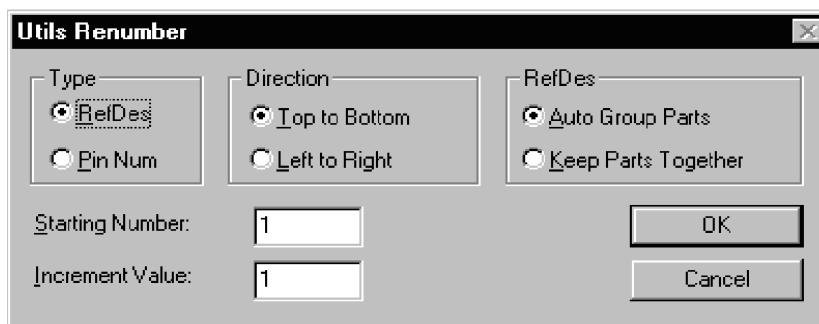 Utils Renumber
Type
RefDes
Pin Num
Direction
Top to Bottom
Left to Right
RefDes
Auto Group Parts
Keep Parts Together
Starting Number:
1
Increment Value:
1
OK
Cancel